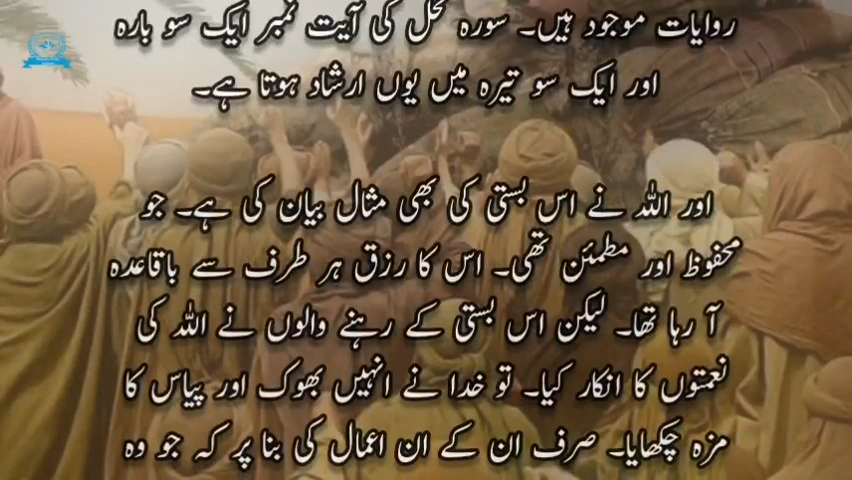 روایات موجود ہیں۔ سورہ نحل کی آیت نمبر ایک سو بارہ
اور ایک سو تیرہ میں یوں ارشاد ہوتا ہے۔
اور اللہ نے اس بستی کی بھی مثال بیان کی ہے۔ جو
محفوظ اور مطمئن تھی۔ اس کا رزق ہر طرف سے باقاعدہ
آ رہا تھا۔ لیکن اس بستی کے رہنے والوں نے اللہ کی
نعمتوں کا انکار کیا۔ تو خدا نے انہیں بھوک اور پیاس کا
مزہ چکھایا۔ صرف ان کے ان اعمال کی بنا پر کہ جو وہ